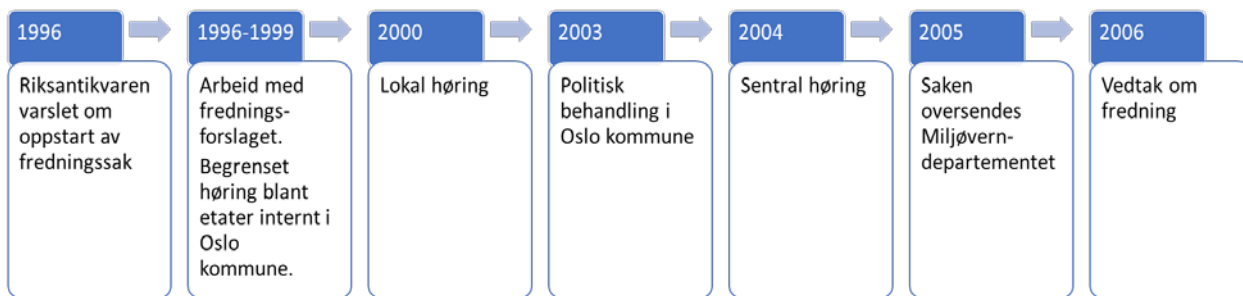 1996
Riksantikvaren
varslet om
oppstart av
fredningssak
1996-1999
Arbeid med
frednings-
forslaget.
Begrenset
høring blant
etater internt i
Oslo
kommune.
2000
Lokal høring
2003
Politisk
behandling i
Oslo kommune
2004
Sentral høring
2005
Saken
oversendes
Miljøvern-
departementet
2006
Vedtak om
fredning